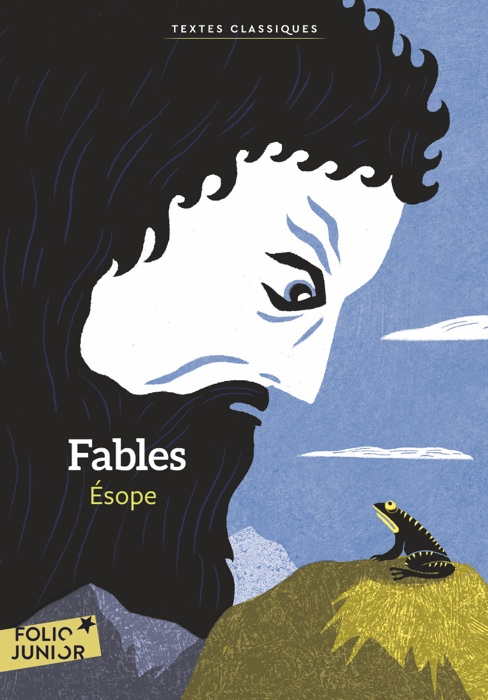 TEXTES CLASSIQUES
Fables
Ésope
FOLIO
JUNIOR